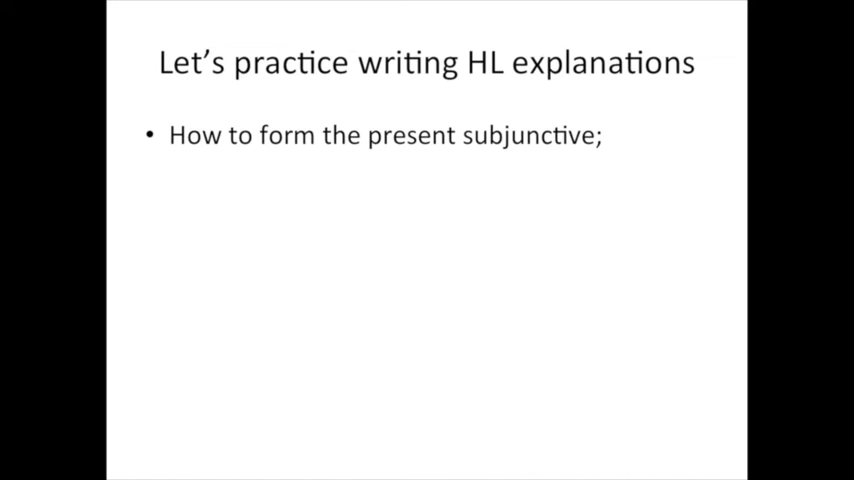 Let’s practice writing HL explanations
• How to form the present subjunctive;